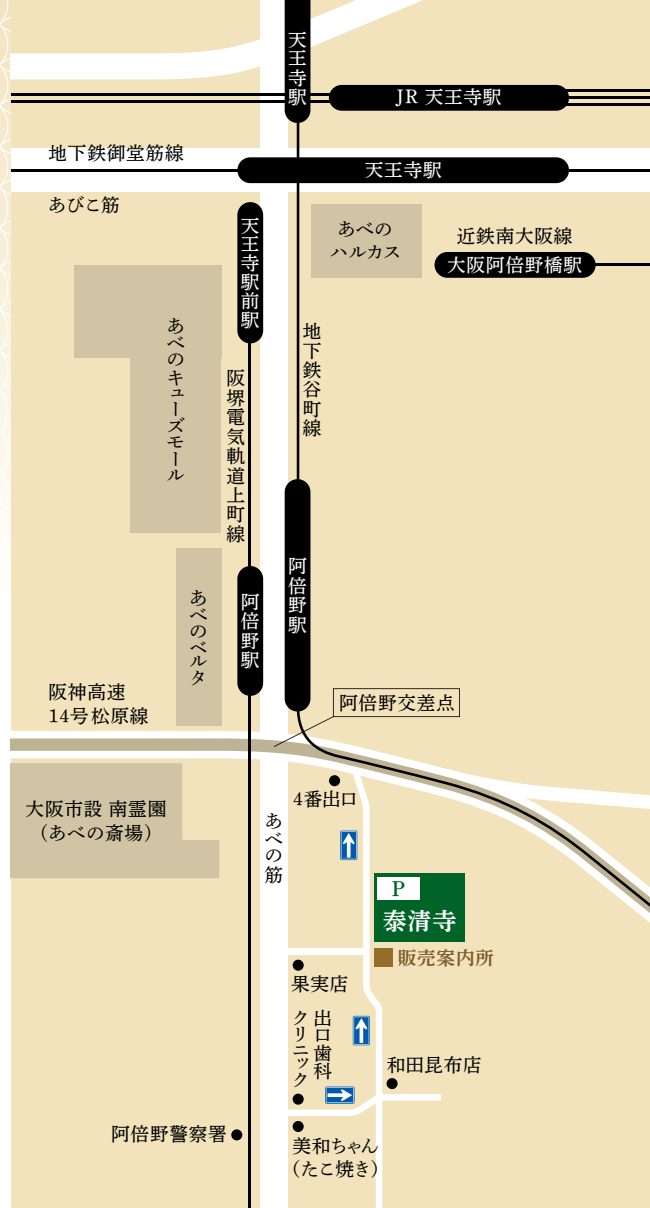 天王寺駅
JR 天王寺駅
地下鉄御堂筋線
天王寺駅
あびこ筋
天王寺駅前駅
あべの
ハルカス
近鉄南大阪線
大阪阿倍野橋駅
あべのキューズモール
地下鉄谷町線
阪堺電気軌道上町線
阿倍野駅
阿倍野駅
あべのベルタ
阪神高速
14号松原線
阿倍野交差点
大阪市設 南霊園
（あべの斎場）
4番出口
あべの筋
P
泰清寺
販売案内所
果実店
出口歯科
クリニック
和田昆布店
阿倍野警察署
美和ちゃん
（たこ焼き）